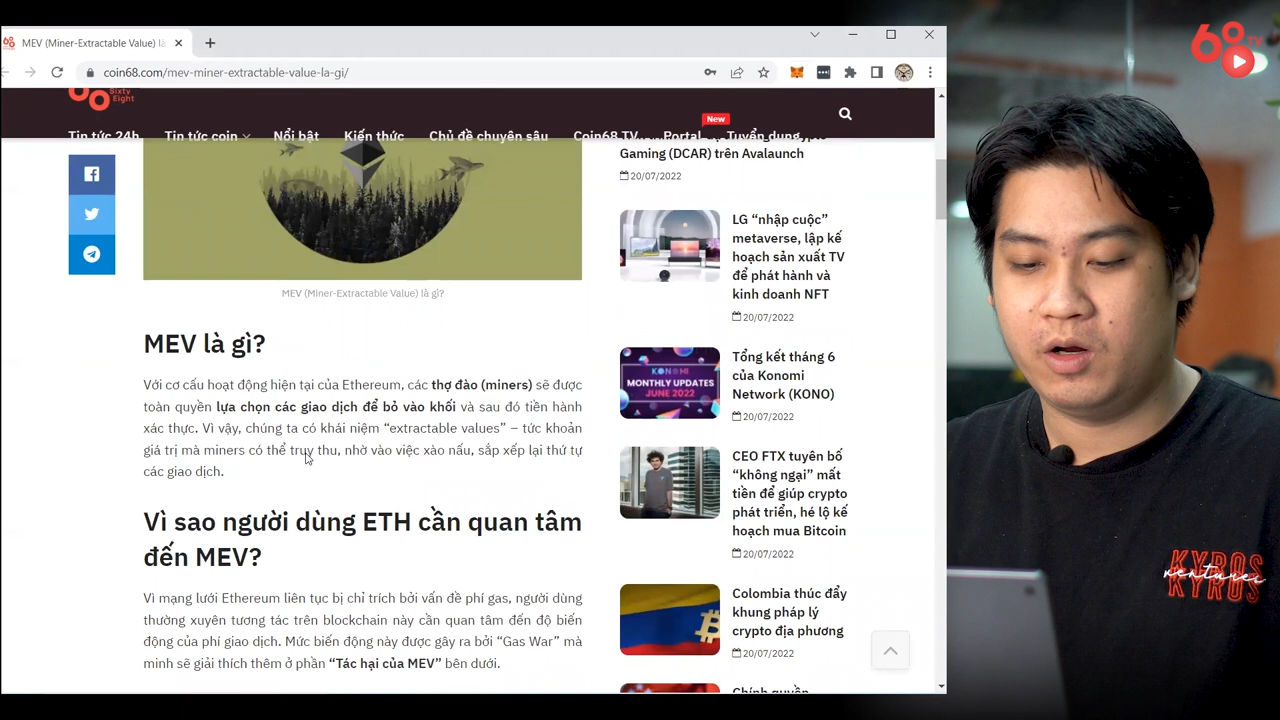 MEV (Miner-Extractable Value) là
coin68.com/mev-miner-extractable-value-la-gi/
68
TV
Sixty
Eight
New
Tin tức 24h
Tin tức coin
Nổi bật
Kiến thức
Chủ đề chuyên sâu
Coin68 TV
Portal
Tuyển dụng
Gaming (DCAR) trên Avalaunch
20/07/2022
LG “nhập cuộc”
metaverse, lập kế
hoạch sản xuất TV
để phát hành và
kinh doanh NFT
20/07/2022
MEV (Miner-Extractable Value) là gì?
MEV là gì?
Với cơ cấu hoạt động hiện tại của Ethereum, các thợ đào (miners) sẽ được
toàn quyền lựa chọn các giao dịch để bỏ vào khối và sau đó tiền hành
xác thực. Vì vậy, chúng ta có khái niệm “extractable values” – tức khoản
giá trị mà miners có thể truy thu, nhờ vào việc xào nấu, sắp xếp lại thứ tự
các giao dịch.
KONOMI
MONTHLY UPDATES
JUNE 2022
Tổng kết tháng 6
của Konomi
Network (KONO)
20/07/2022
CEO FTX tuyên bố
“không ngại” mất
tiền để giúp crypto
phát triển, hé lộ kế
hoạch mua Bitcoin
20/07/2022
Vì sao người dùng ETH cần quan tâm
đến MEV?
Vì mạng lưới Ethereum liên tục bị chỉ trích bởi vấn đề phí gas, người dùng
thường xuyên tương tác trên blockchain này cần quan tâm đến độ biến
động của phí giao dịch. Mức biến động này được gây ra bởi “Gas War” mà
mình sẽ giải thích thêm ở phần “Tác hại của MEV” bên dưới.
Colombia thúc đẩy
khung pháp lý
crypto địa phương
20/07/2022
Chính quyền
KYROS
ventures
KYROS